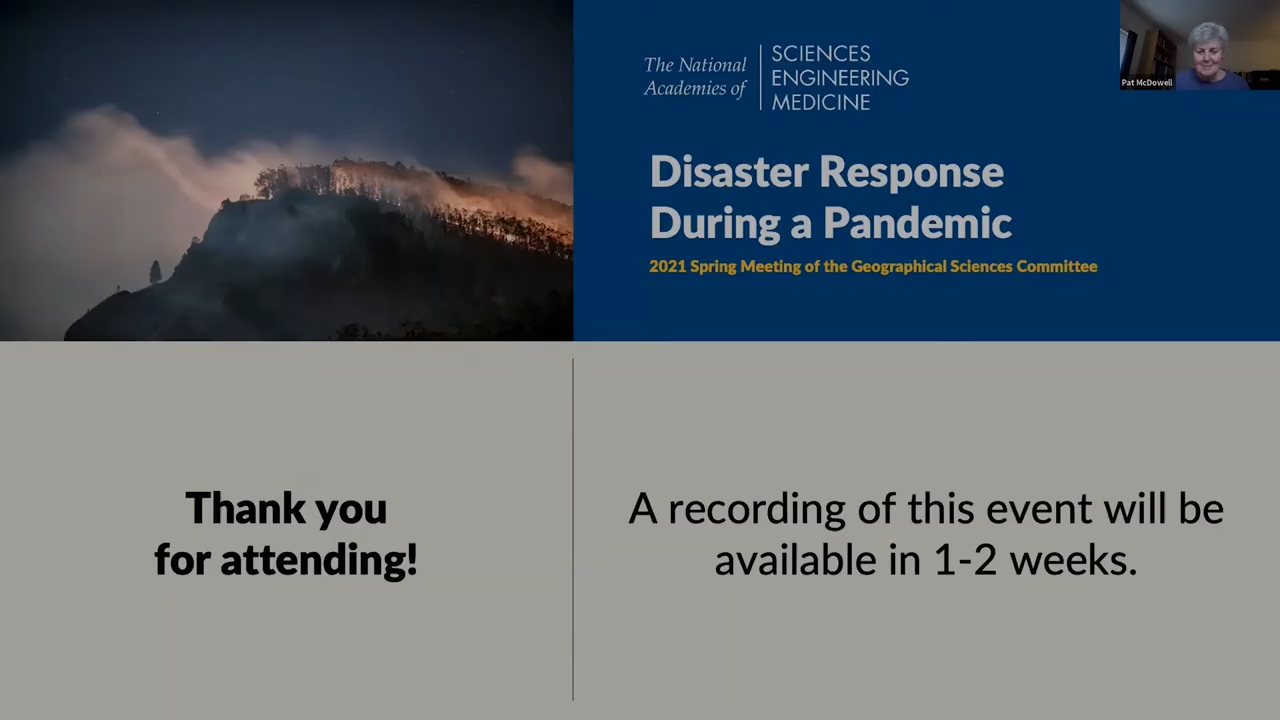 The National
Academies of
SCIENCES
ENGINEERING
MEDICINE
Pat McDowell
Disaster Response
During a Pandemic
2021 Spring Meeting of the Geographical Sciences Committee
Thank you
for attending!
A recording of this event will be
available in 1-2 weeks.